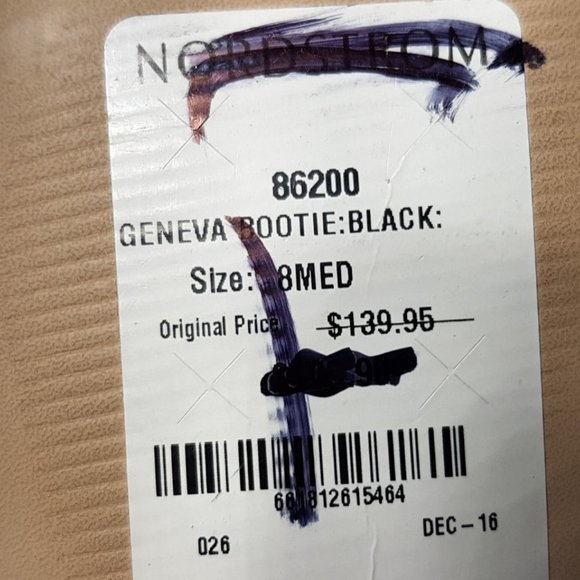 NORDSTROM
86200
GENEVA BOOTIE:BLACK:
Size: 8MED
Original Price $139.95
026
DEC-16